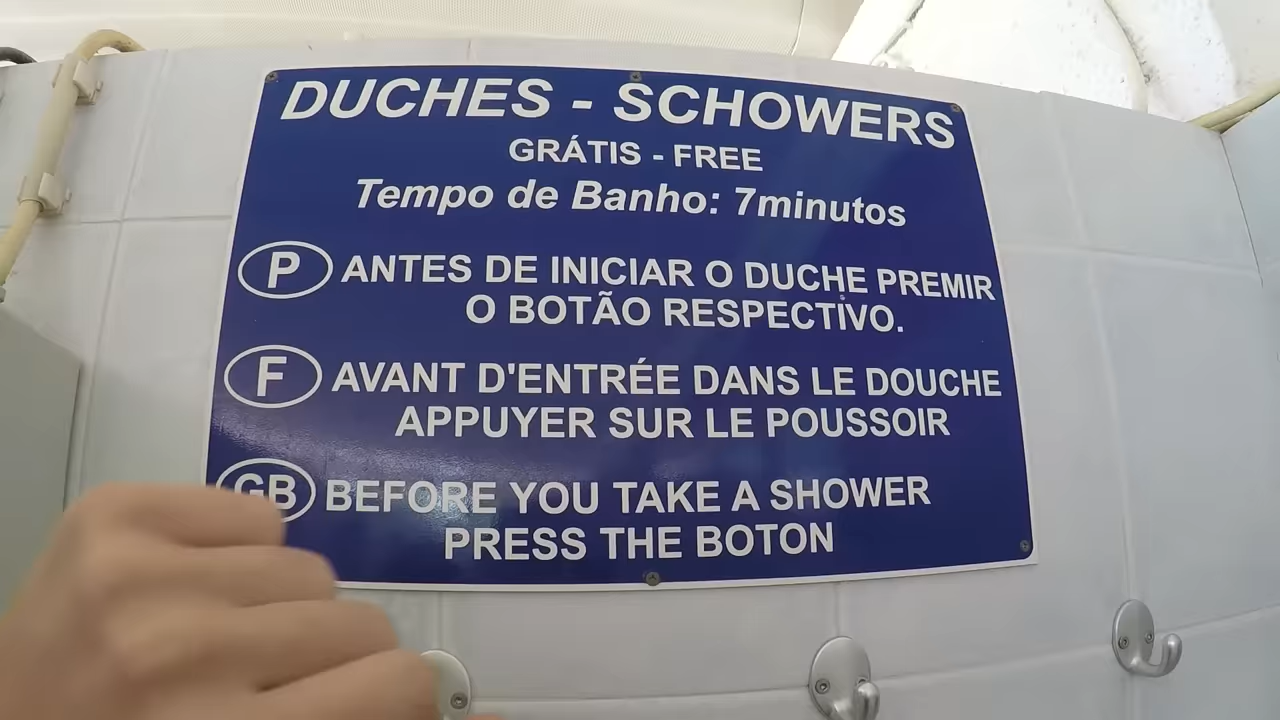 DUCHES - SCHOWERS
GRÁTIS - FREE
Tempo de Banho: 7minutos
P ANTES DE INICIAR O DUCHE PREMIR
O BOTÃO RESPECTIVO.
F AVANT D'ENTRÉE DANS LE DOUCHE
APPUYER SUR LE POUSSOIR
GB BEFORE YOU TAKE A SHOWER
PRESS THE BOTON